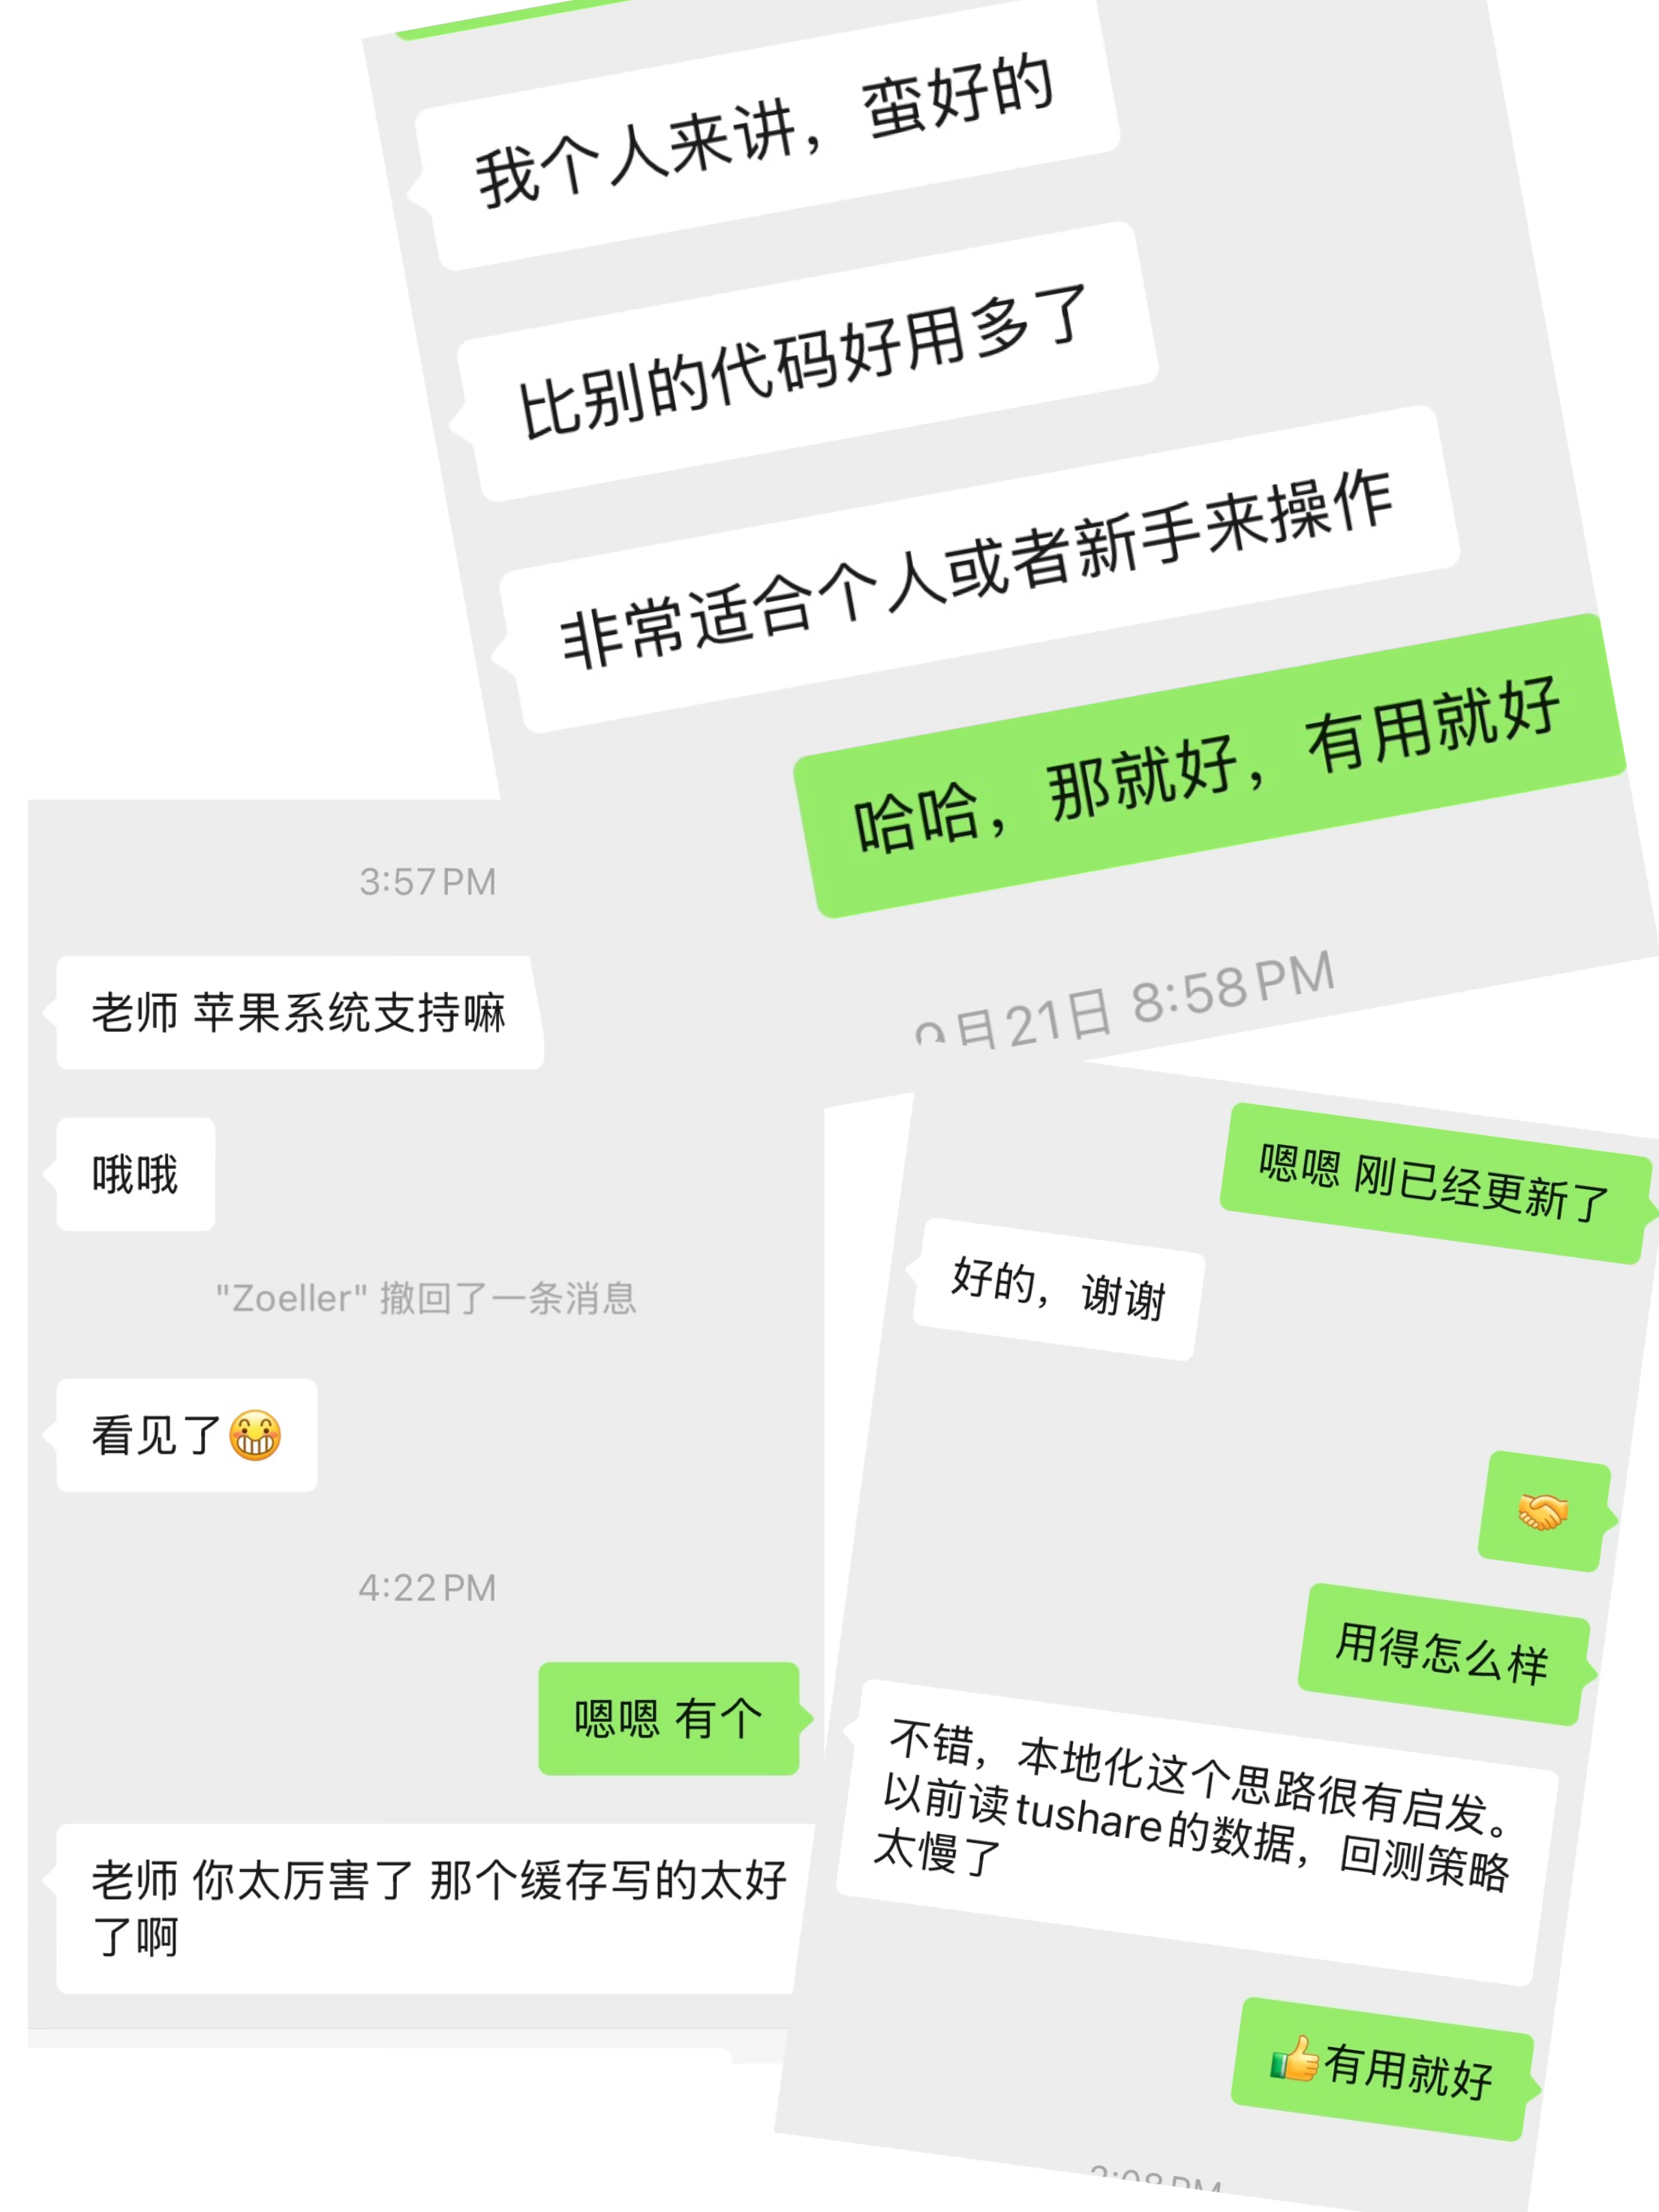 我个人来讲，蛮好的
比别的代码好用多了
非常适合个人或者新手来操作
哈哈，那就好，有用就好
月21日 8:58 PM
3:57 PM
老师 苹果系统支持嘛
哦哦
"Zoeller" 撤回了一条消息
看见了😁
4:22 PM
嗯嗯 有个
老师 你太厉害了 那个缓存写的太好
了啊
嗯嗯 刚已经更新了
好的，谢谢
🤝
用得怎么样
不错，本地化这个思路很有启发。
以前读tushare的数据，回测策略
太慢了
👍有用就好